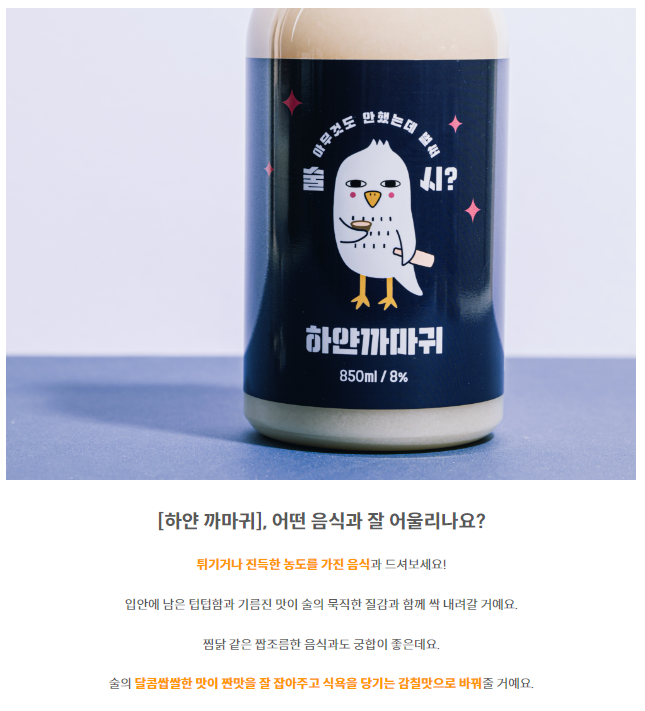 아무것도 안했는데 벌써
술 시?
하얀까마귀
850ml / 8%
[하얀 까마귀], 어떤 음식과 잘 어울리나요?
튀기거나 진득한 농도를 가진 음식과 드셔보세요!
입안에 남은 텁텁함과 기름진 맛이 술의 묵직한 질감과 함께 싹 내려갈 거예요.
찜닭 같은 짭조름한 음식과도 궁합이 좋은데요.
술의 달콤쌉쌀한 맛이 짠맛을 잘 잡아주고 식욕을 당기는 감칠맛으로 바꿔줄 거예요.